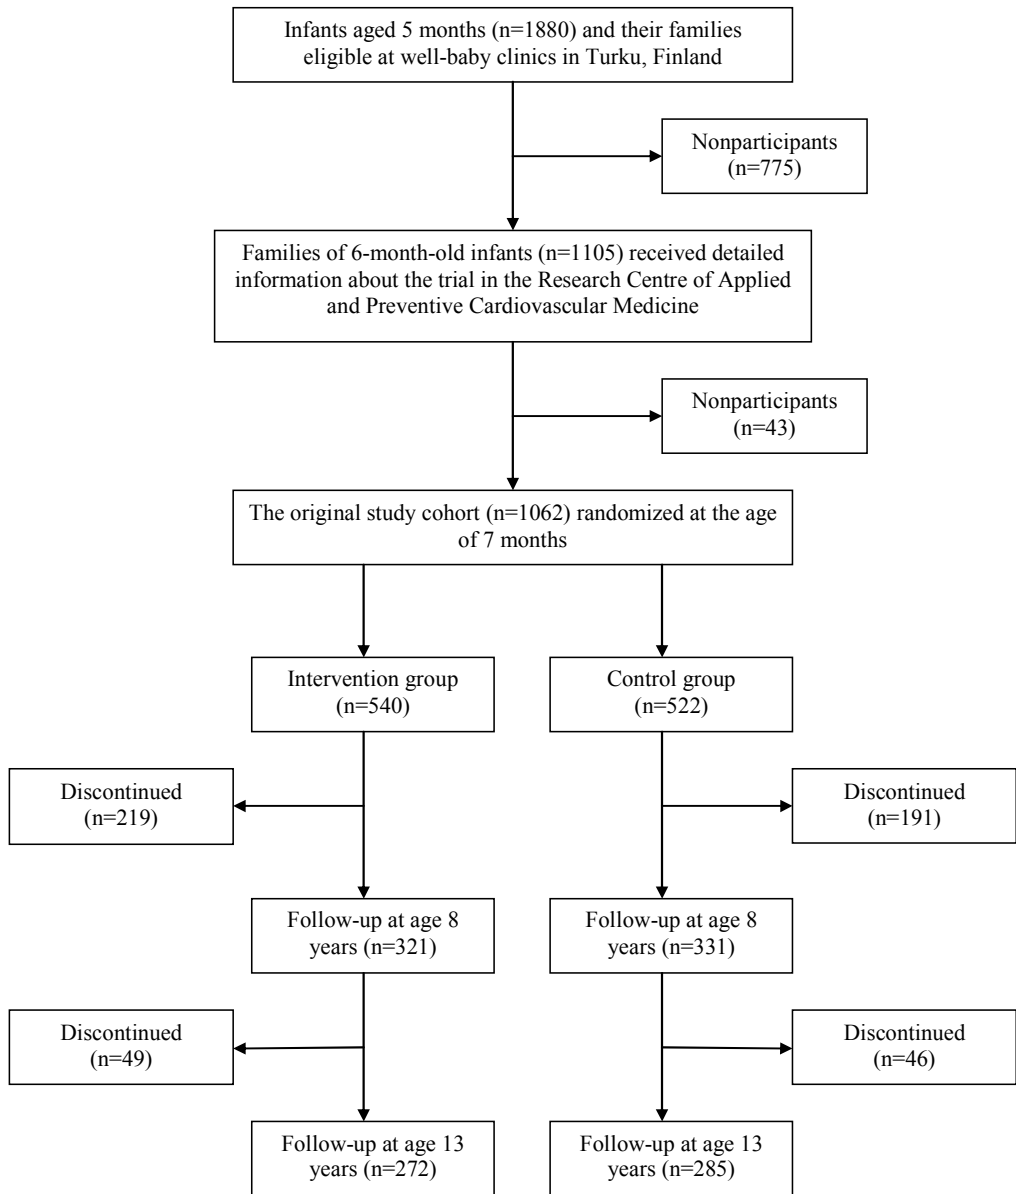 Infants aged 5 months (n=1880) and their families
eligible at well-baby clinics in Turku, Finland
Nonparticipants
(n=775)
Families of 6-month-old infants (n=1105) received detailed
information about the trial in the Research Centre of Applied
and Preventive Cardiovascular Medicine
Nonparticipants
(n=43)
The original study cohort (n=1062) randomized at the age
of 7 months
Intervention group
(n=540)
Control group
(n=522)
Discontinued
(n=219)
Discontinued
(n=191)
Follow-up at age 8
years (n=321)
Follow-up at age 8
years (n=331)
Discontinued
(n=49)
Discontinued
(n=46)
Follow-up at age 13
years (n=272)
Follow-up at age 13
years (n=285)